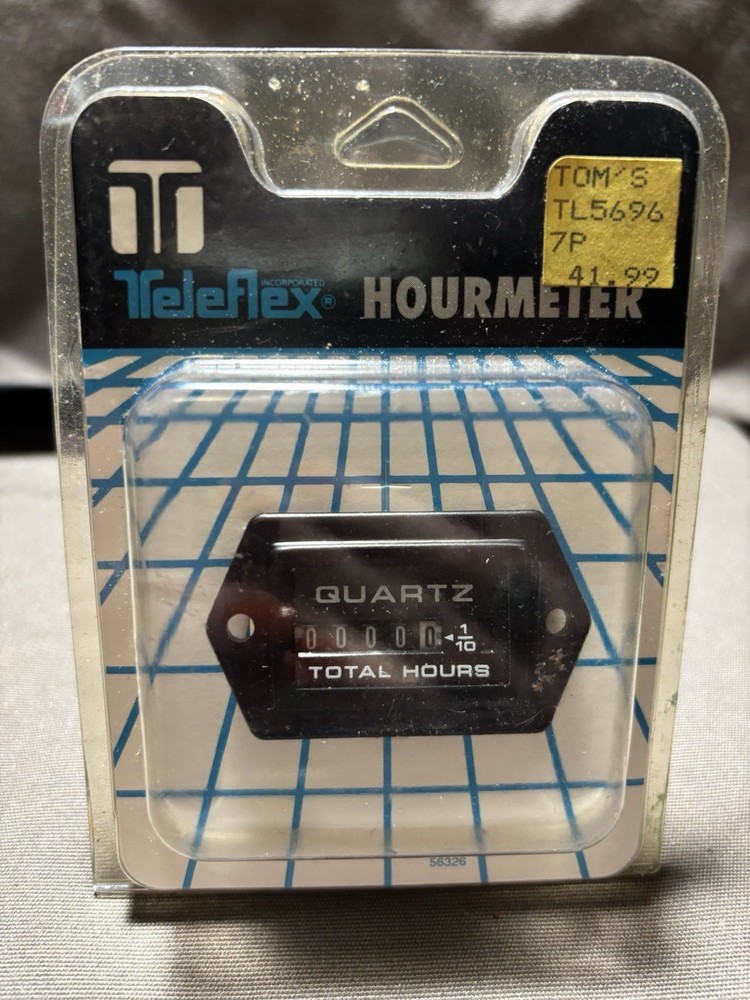 TOM'S
TL5696
7P
41.99
Teleflex®
INCORPORATED
HOURMETER
QUARTZ
00000
1/10
TOTAL HOURS
56326